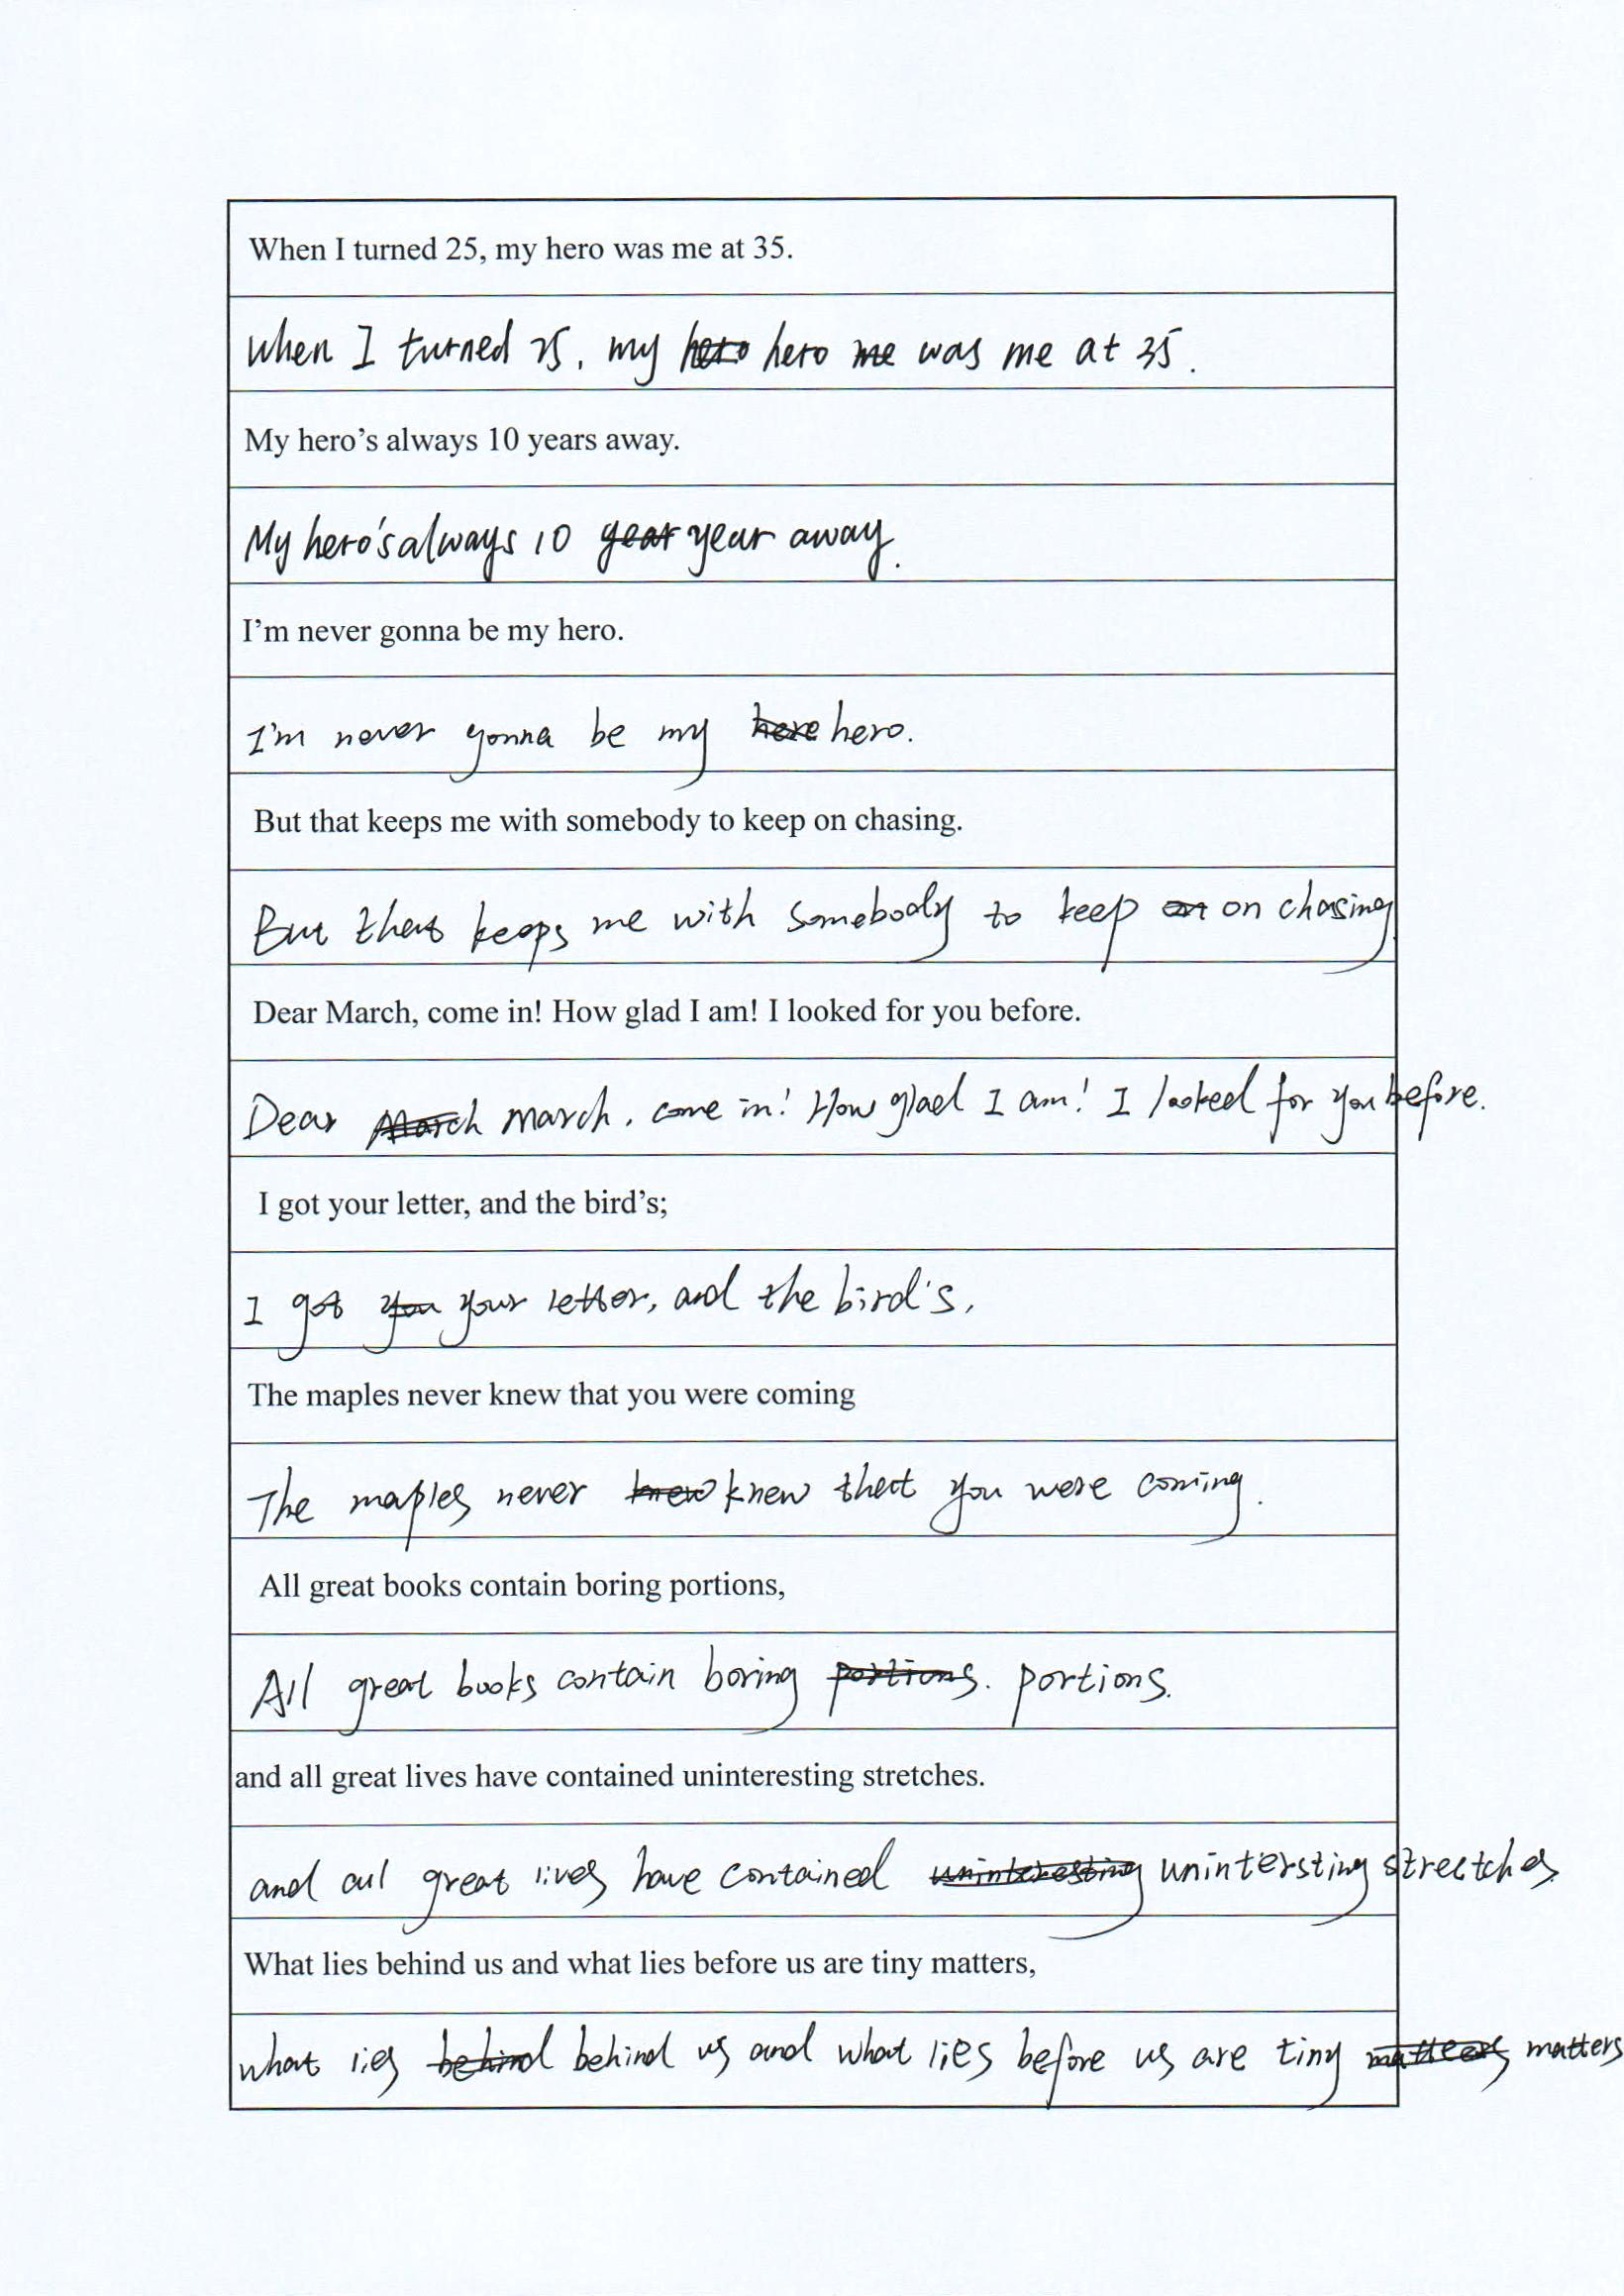 When I turned 25, my hero was me at 35.
When I turned 25, my hero hero me was me at 35.
My hero's always 10 years away.
My hero's always 10 year year away.
I'm never gonna be my hero.
I'm never gonna be my here hero.
But that keeps me with somebody to keep on chasing.
But that keeps me with somebody to keep on on chasing.
Dear March, come in! How glad I am! I looked for you before.
Dear March march, come in! How glad I am! I looked for you before.
I got your letter, and the bird's;
I got you your letter, and the bird's,
The maples never knew that you were coming
The maples never knew knew that you were coming.
All great books contain boring portions,
All great books contain boring portions. portions.
and all great lives have contained uninteresting stretches.
and all great lives have contained uninteresting unintersting streetches.
What lies behind us and what lies before us are tiny matters,
what lies behind behind us and what lies before us are tiny matters matters